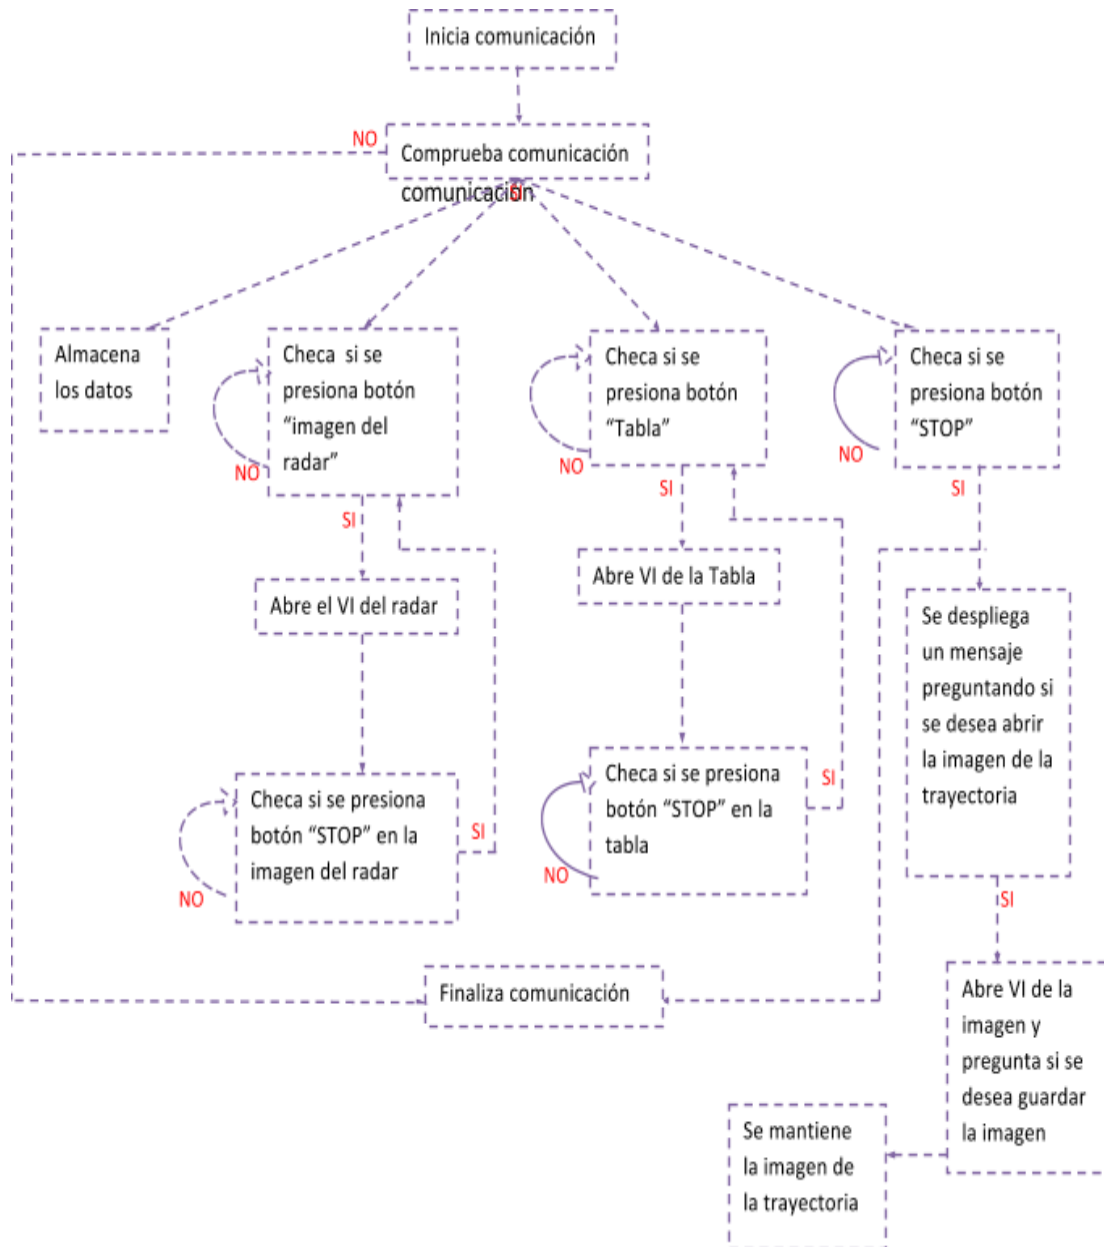 Inicia comunicación
NO
Comprueba comunicación
comunicación
SI
Almacena
los datos
Checa si se
presiona botón
“imagen del
radar”
NO
SI
Checa si se
presiona botón
“Tabla”
NO
SI
Checa si se
presiona botón
“STOP”
NO
SI
Abre el VI del radar
Abre VI de la Tabla
Se despliega
un mensaje
preguntando si
se desea abrir
la imagen de la
trayectoria
SI
Checa si se presiona
botón “STOP” en la
imagen del radar
NO
SI
Checa si se presiona
botón “STOP” en la
tabla
NO
SI
Finaliza comunicación
Abre VI de la
imagen y
pregunta si se
desea guardar
la imagen
Se mantiene
la imagen de
la trayectoria